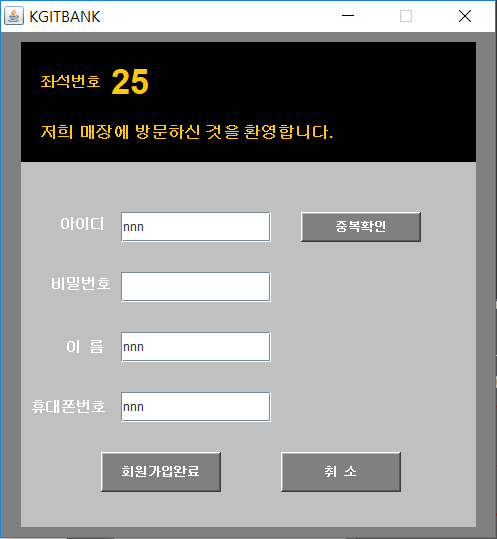 KGITBANK
좌석번호 25
저희 매장에 방문하신 것을 환영합니다.
아이디 nnn 중복확인
비밀번호
이 름 nnn
휴대폰번호 nnn
회원가입완료 취 소